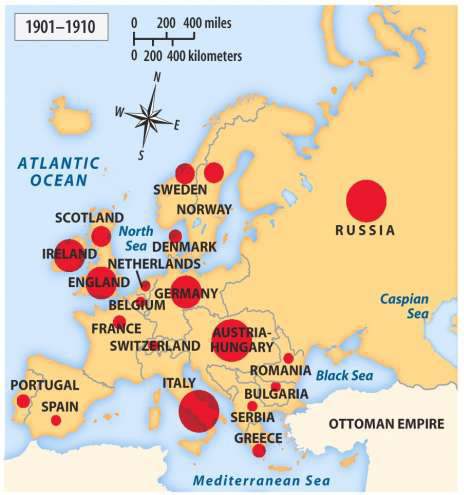 1901–1910
0 200 400 miles
0 200 400 kilometers
N
W
E
S
ATLANTIC
OCEAN
SWEDEN
NORWAY
SCOTLAND
North
Sea
DENMARK
RUSSIA
IRELAND
NETHERLANDS
ENGLAND
GERMANY
BELGIUM
Caspian
Sea
FRANCE
AUSTRIA-
HUNGARY
SWITZERLAND
ROMANIA
Black Sea
ITALY
PORTUGAL
BULGARIA
SPAIN
SERBIA
OTTOMAN EMPIRE
GREECE
Mediterranean Sea